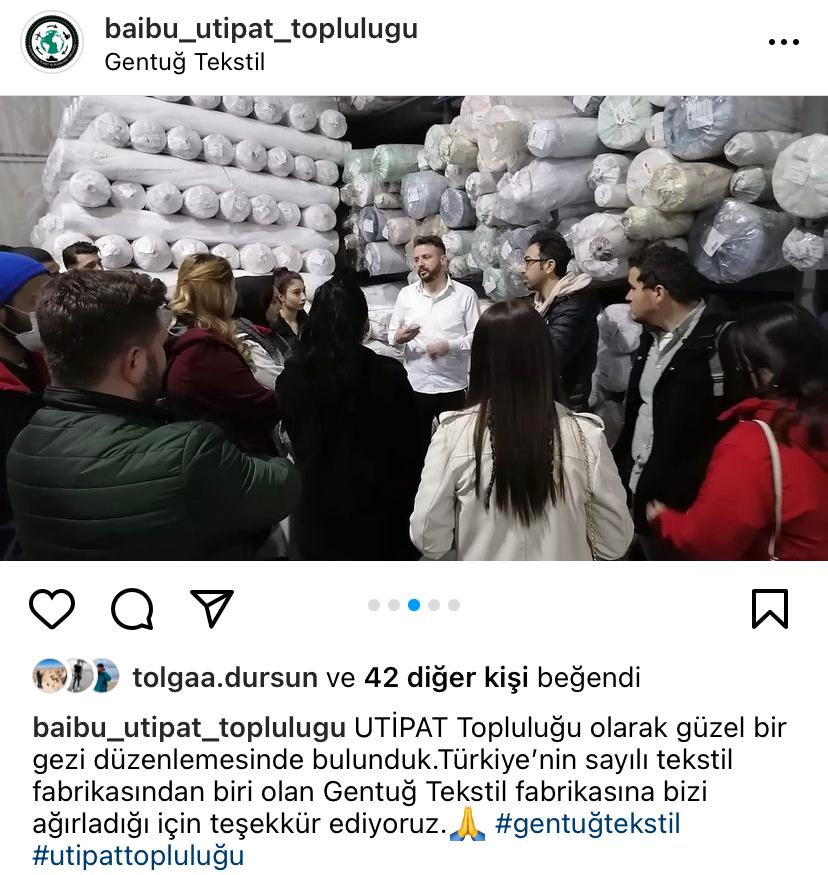 baibu_utipat_toplulugu
Gentuğ Tekstil
tolgaa.dursun ve 42 diğer kişi beğendi
baibu_utipat_toplulugu UTİPAT Topluluğu olarak güzel bir
gezi düzenlemesinde bulunduk.Türkiye’nin sayılı tekstil
fabrikasından biri olan Gentuğ Tekstil fabrikasına bizi
ağırladığı için teşekkür ediyoruz.🙏 #gentuğtekstil
#utipattopluluğu